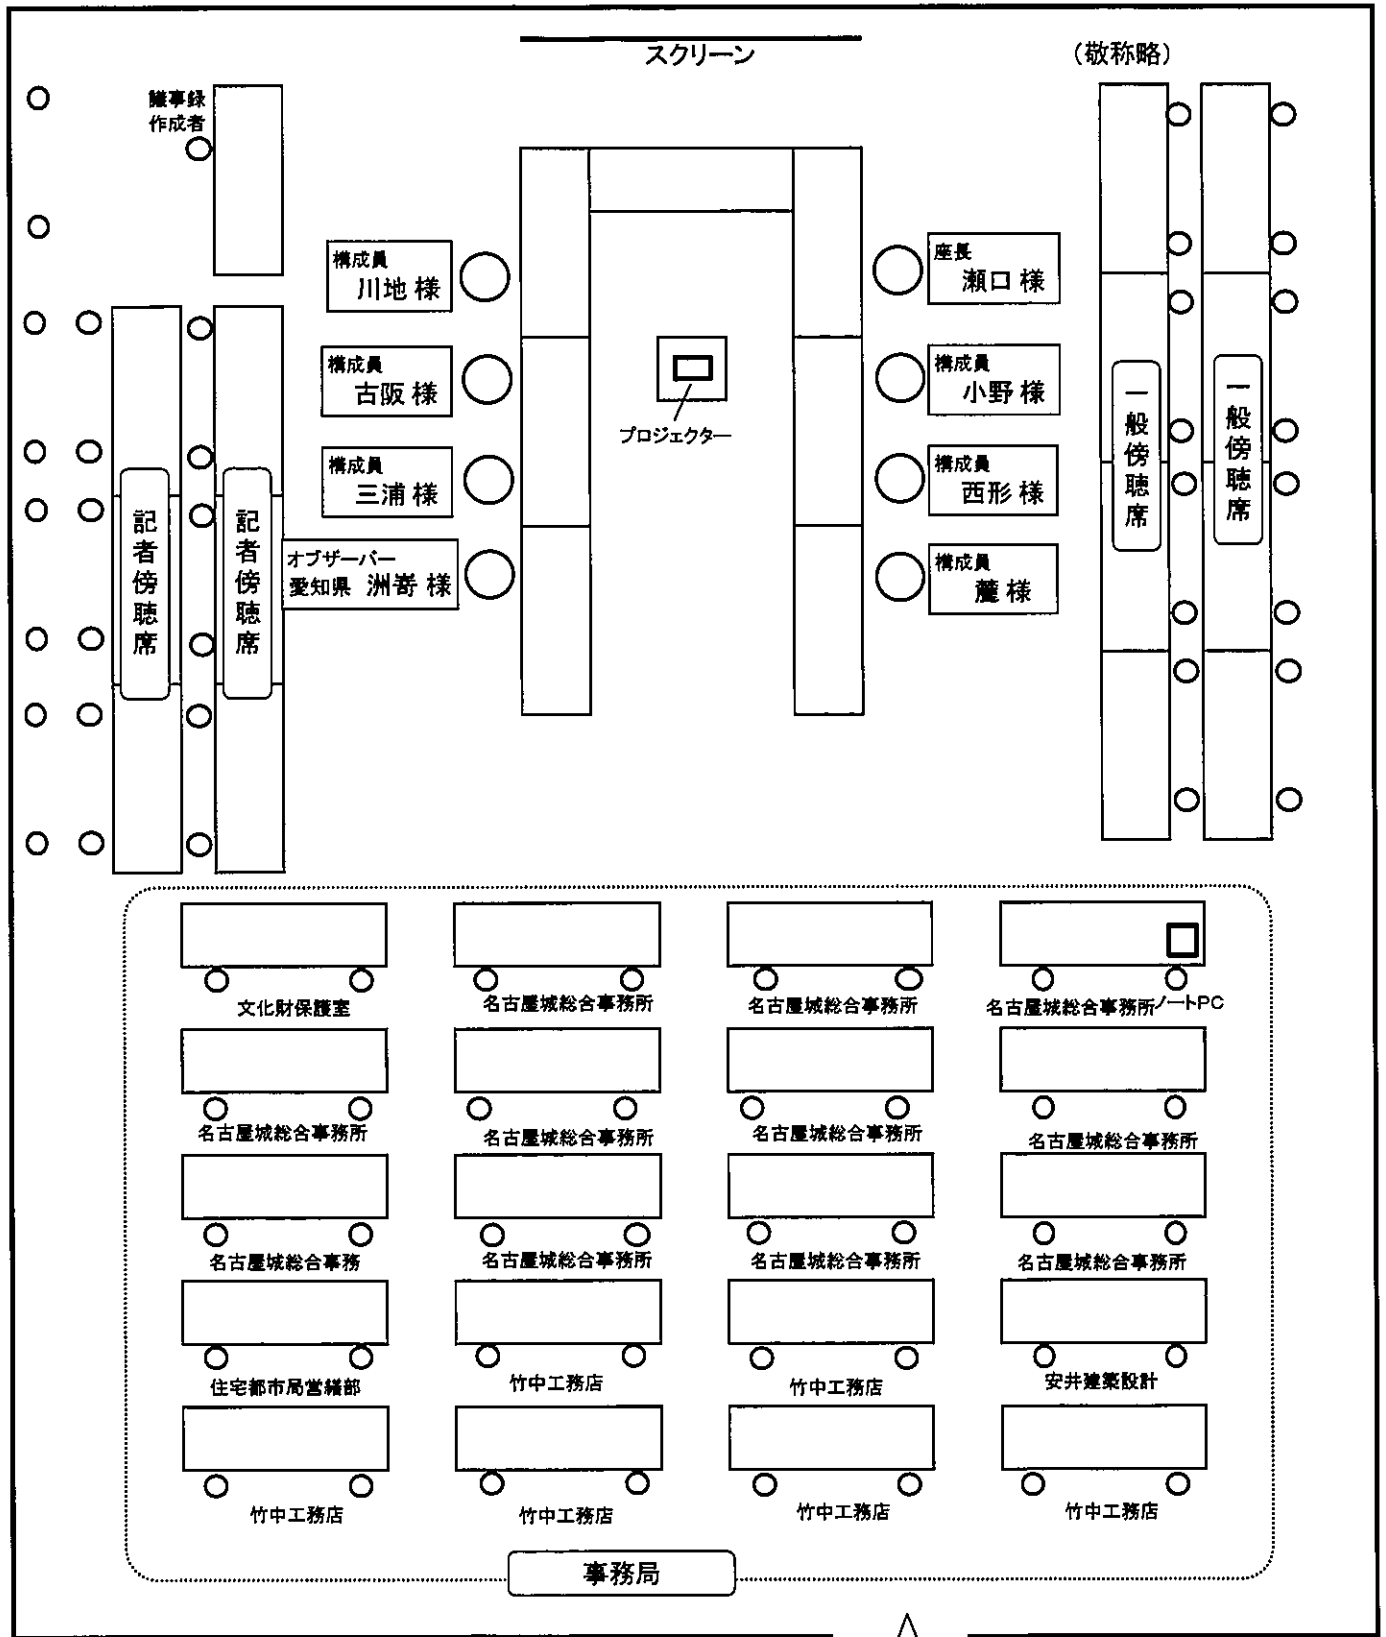 スクリーン
（敬称略）
議事録
作成者
構成員
川地 様
座長
瀬口 様
構成員
古阪 様
構成員
小野 様
プロジェクター
構成員
三浦 様
構成員
西形 様
オブザーバー
愛知県 洲嵜 様
構成員
麓 様
記者傍聴席
記者傍聴席
一般傍聴席
一般傍聴席
文化財保護室
名古屋城総合事務所
名古屋城総合事務所
名古屋城総合事務所
ノートPC
名古屋城総合事務所
名古屋城総合事務所
名古屋城総合事務所
名古屋城総合事務所
名古屋城総合事務
名古屋城総合事務所
名古屋城総合事務所
名古屋城総合事務所
住宅都市局営繕部
竹中工務店
竹中工務店
安井建築設計
竹中工務店
竹中工務店
竹中工務店
竹中工務店
事務局